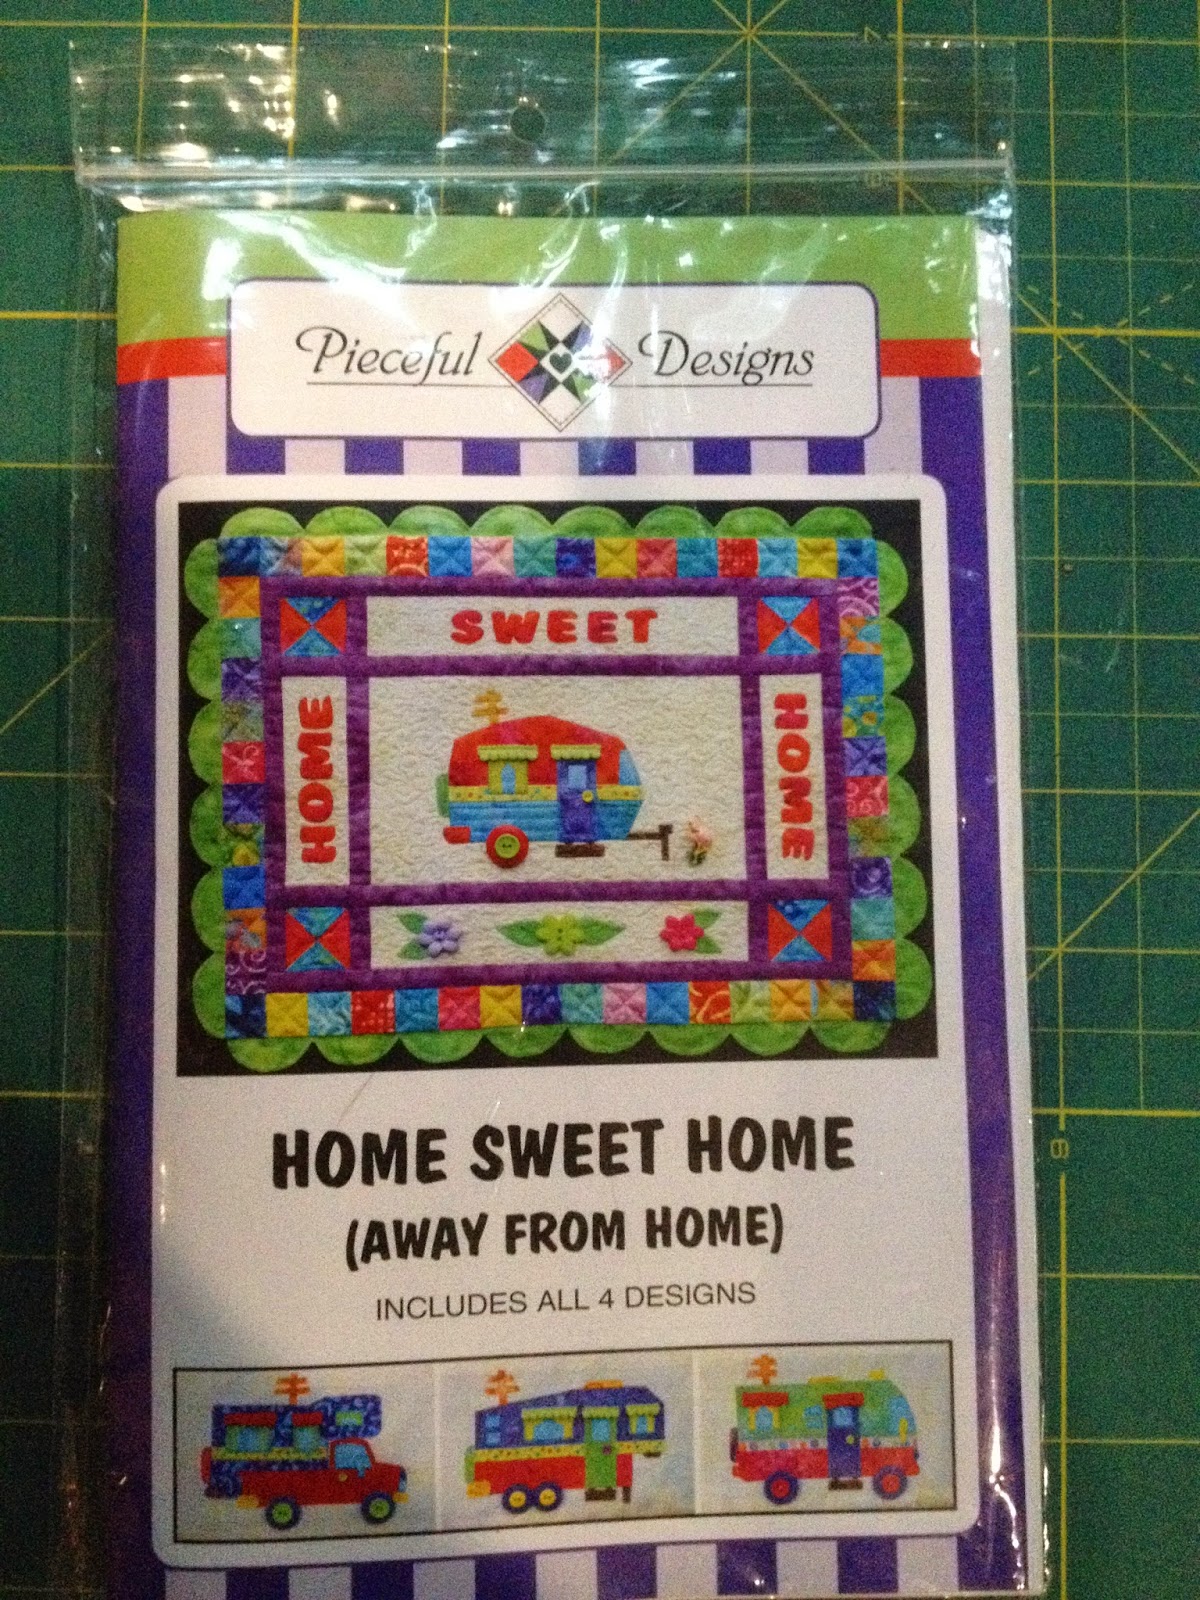 Pieceful Designs
SWEET
HOME
HOME
HOME SWEET HOME
(AWAY FROM HOME)
INCLUDES ALL 4 DESIGNS